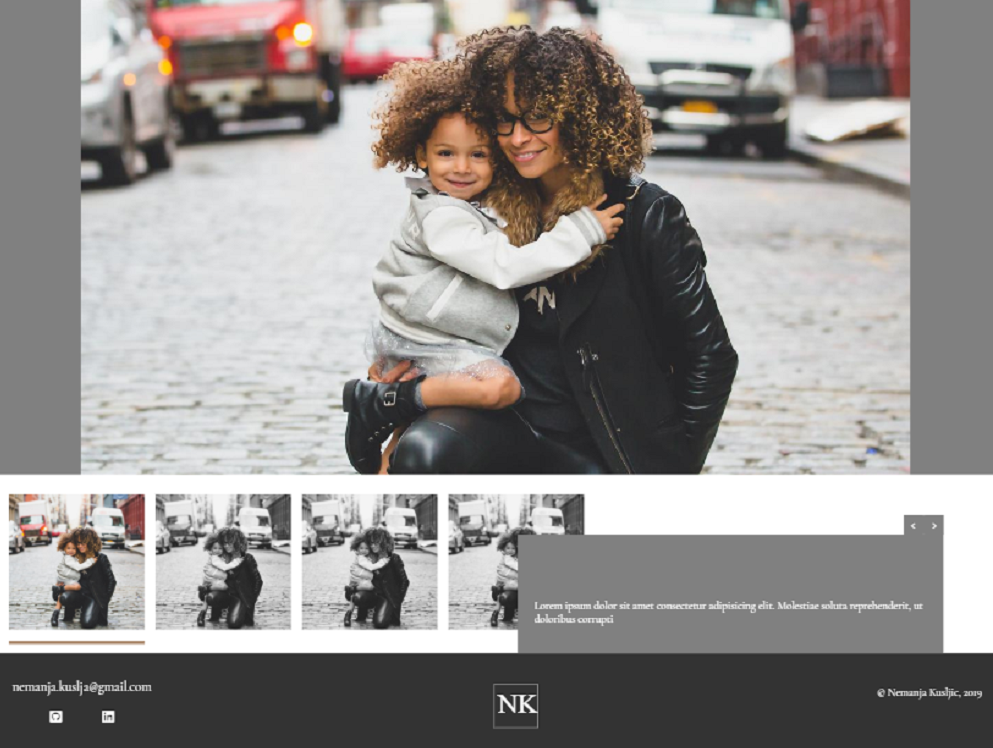 Lorem ipsum dolor sit amet consectetur adipisicing elit. Molestiae soluta reprehenderit, ut
doloribus corrupti
nemanja.kuslja@gmail.com
NK
© Nemanja Kusljic, 2019